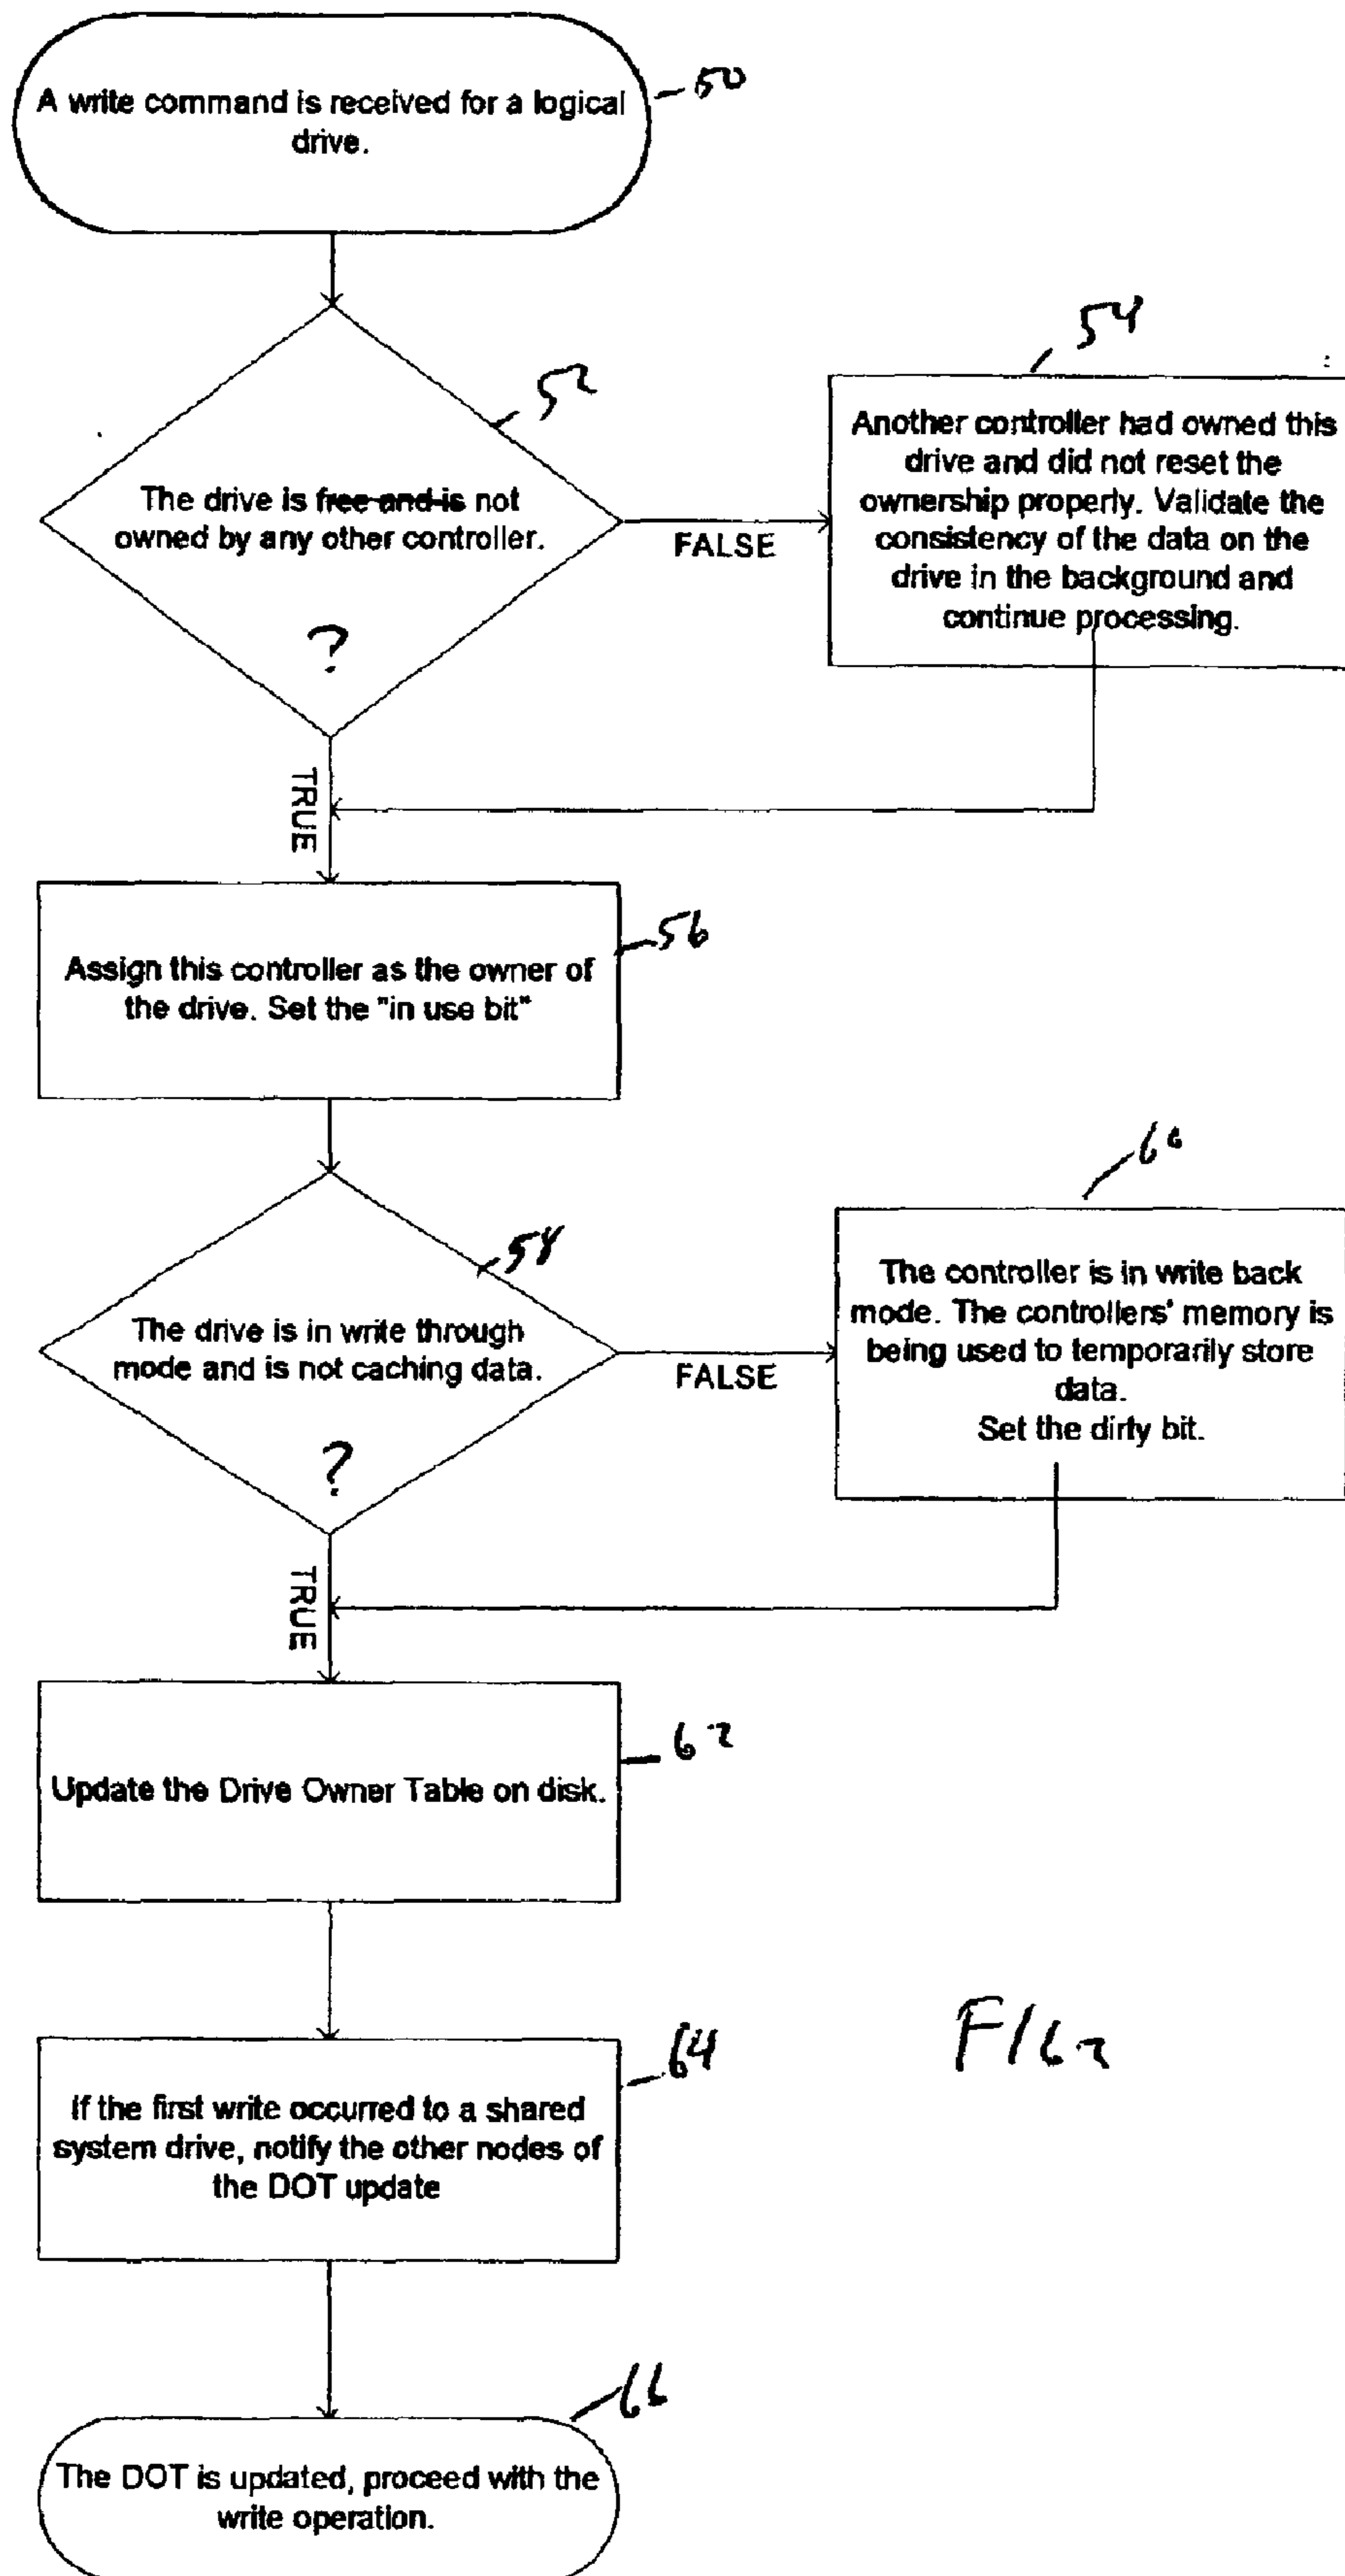 A write command is received for a logical
drive.
50
The drive is free and is not
owned by any other controller.
?
52
FALSE
54
Another controller had owned this
drive and did not reset the
ownership properly. Validate the
consistency of the data on the
drive in the background and
continue processing.
TRUE
Assign this controller as the owner of
the drive. Set the "in use bit"
56
The drive is in write through
mode and is not caching data.
?
58
FALSE
60
The controller is in write back
mode. The controllers' memory is
being used to temporarily store
data.
Set the dirty bit.
TRUE
Update the Drive Owner Table on disk.
62
If the first write occurred to a shared
system drive, notify the other nodes of
the DOT update
64
FIG 2
The DOT is updated, proceed with the
write operation.
66